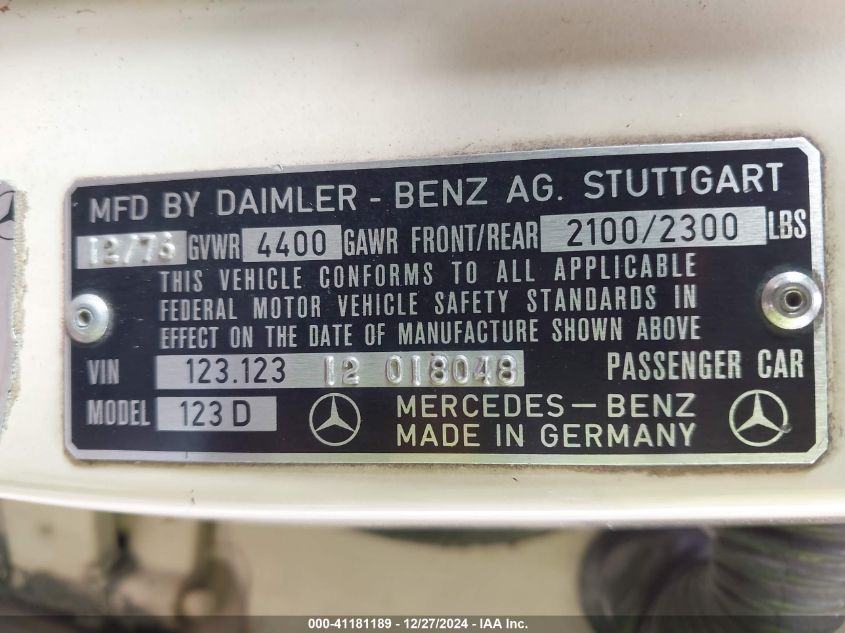 MFD BY DAIMLER - BENZ AG. STUTTGART
12/76 GVWR 4400 GAWR FRONT/REAR 2100/2300 LBS
THIS VEHICLE CONFORMS TO ALL APPLICABLE
FEDERAL MOTOR VEHICLE SAFETY STANDARDS IN
EFFECT ON THE DATE OF MANUFACTURE SHOWN ABOVE
VIN 123.123 12 018048 PASSENGER CAR
MODEL 123 D MERCEDES—BENZ
MADE IN GERMANY
000-41181189 - 12/27/2024 - IAA Inc.